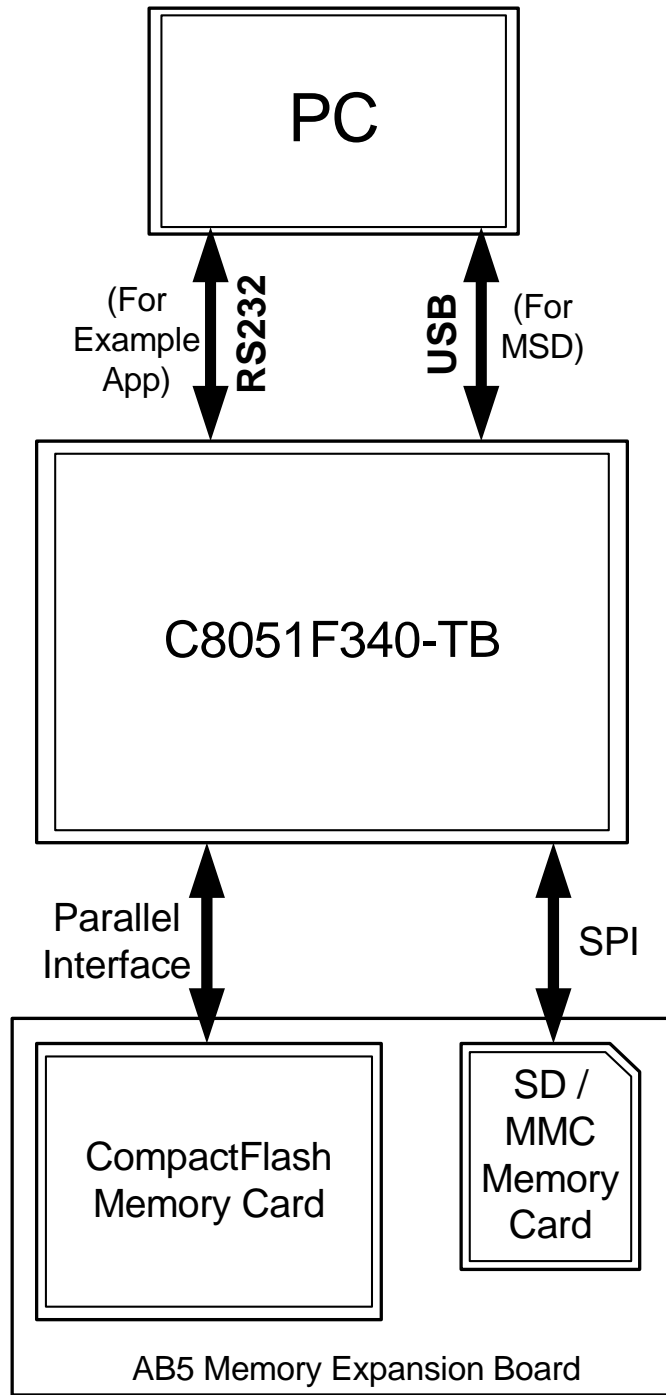 PC
(For
Example
App)
RS232
USB
(For
MSD)
C8051F340-TB
Parallel
Interface
SPI
CompactFlash
Memory Card
SD /
MMC
Memory
Card
AB5 Memory Expansion Board